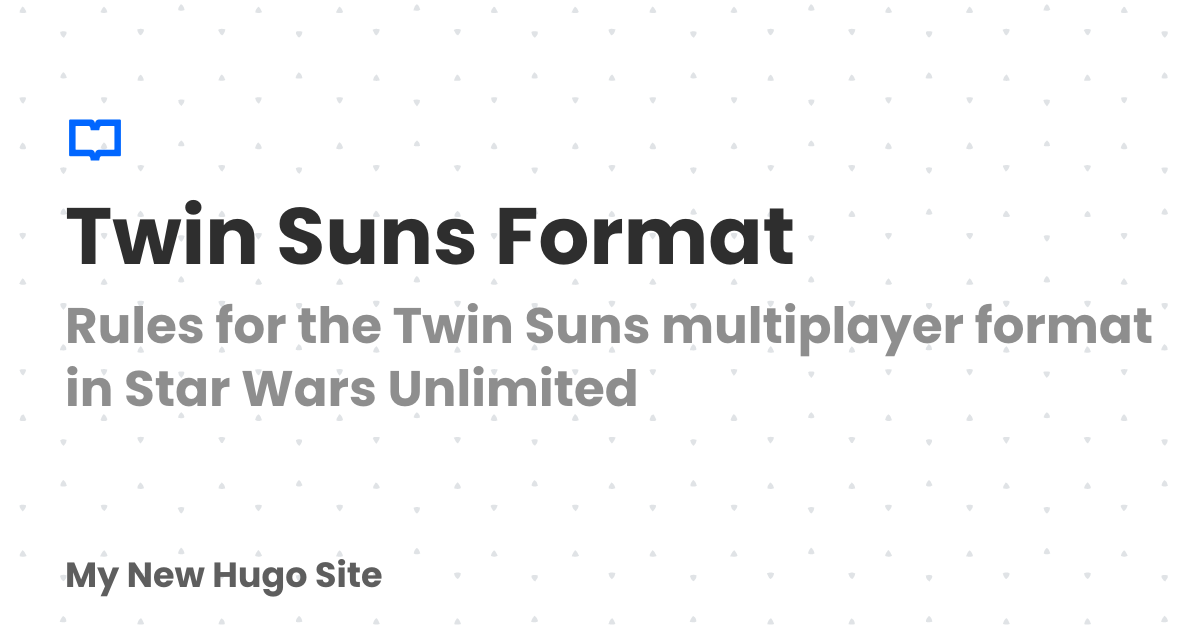 Twin Suns Format
Rules for the Twin Suns multiplayer format
in Star Wars Unlimited
My New Hugo Site